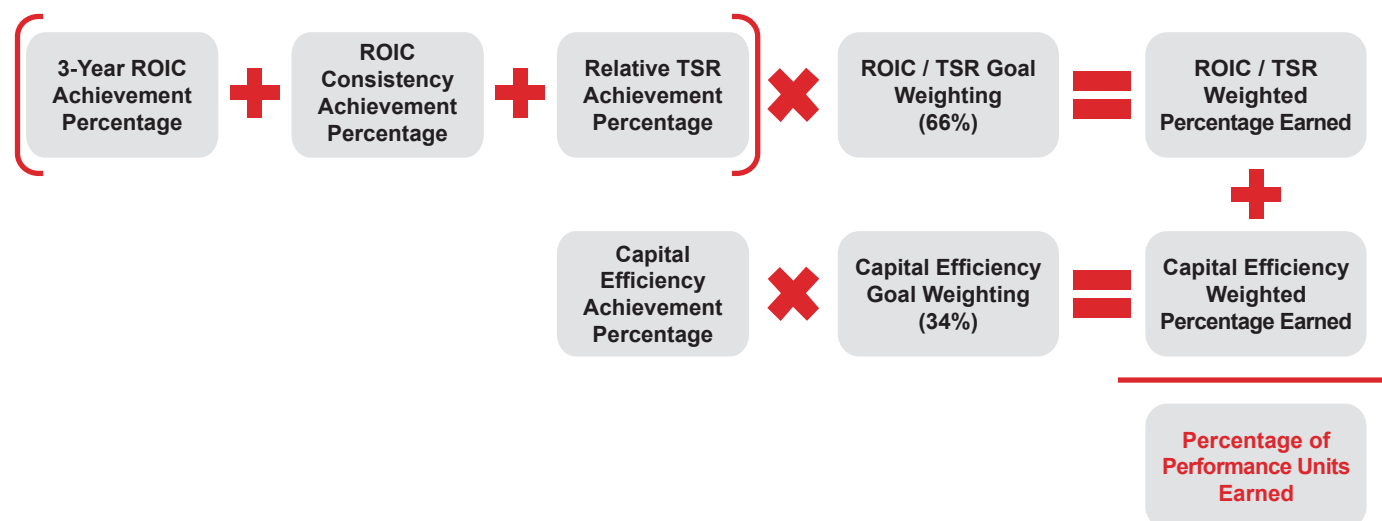 3-Year ROIC
Achievement
Percentage
ROIC
Consistency
Achievement
Percentage
Relative TSR
Achievement
Percentage
ROIC / TSR Goal
Weighting
(66%)
ROIC / TSR
Weighted
Percentage Earned
Capital
Efficiency
Achievement
Percentage
Capital Efficiency
Goal Weighting
(34%)
Capital Efficiency
Weighted
Percentage Earned
Percentage of
Performance Units
Earned